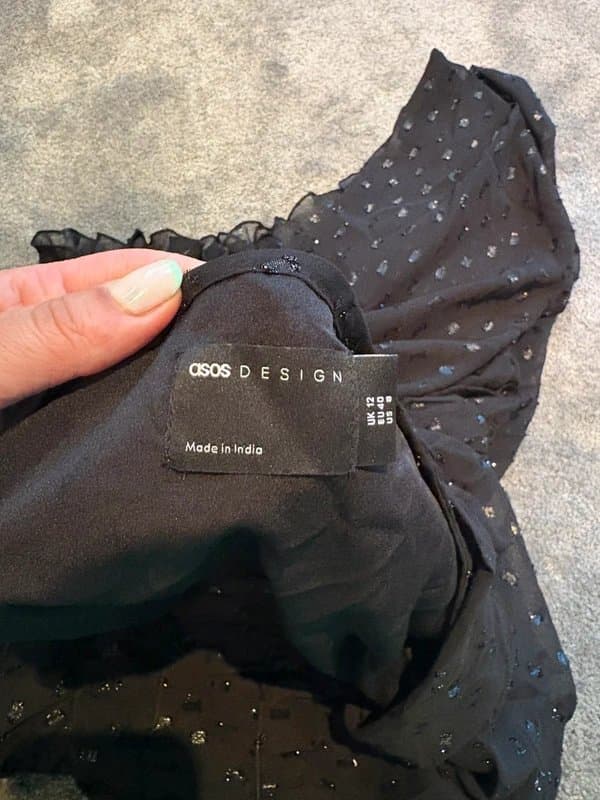 asos DESIGN
Made in India
UK 12
EU 40
US 8